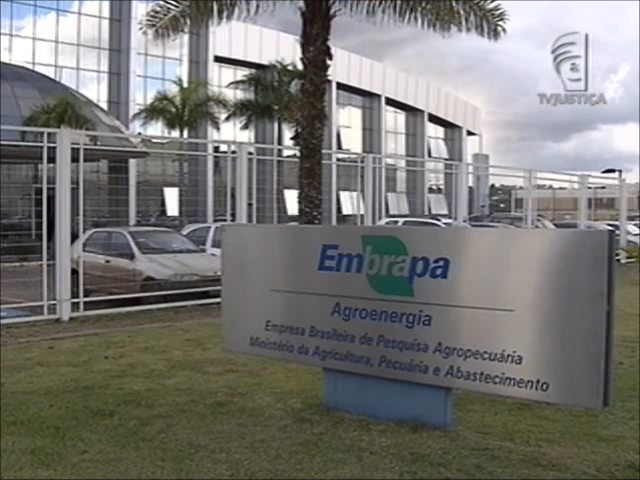 TVJUSTIÇA
Embrapa
Agroenergia
Empresa Brasileira de Pesquisa Agropecuária
Ministério da Agricultura, Pecuária e Abastecimento